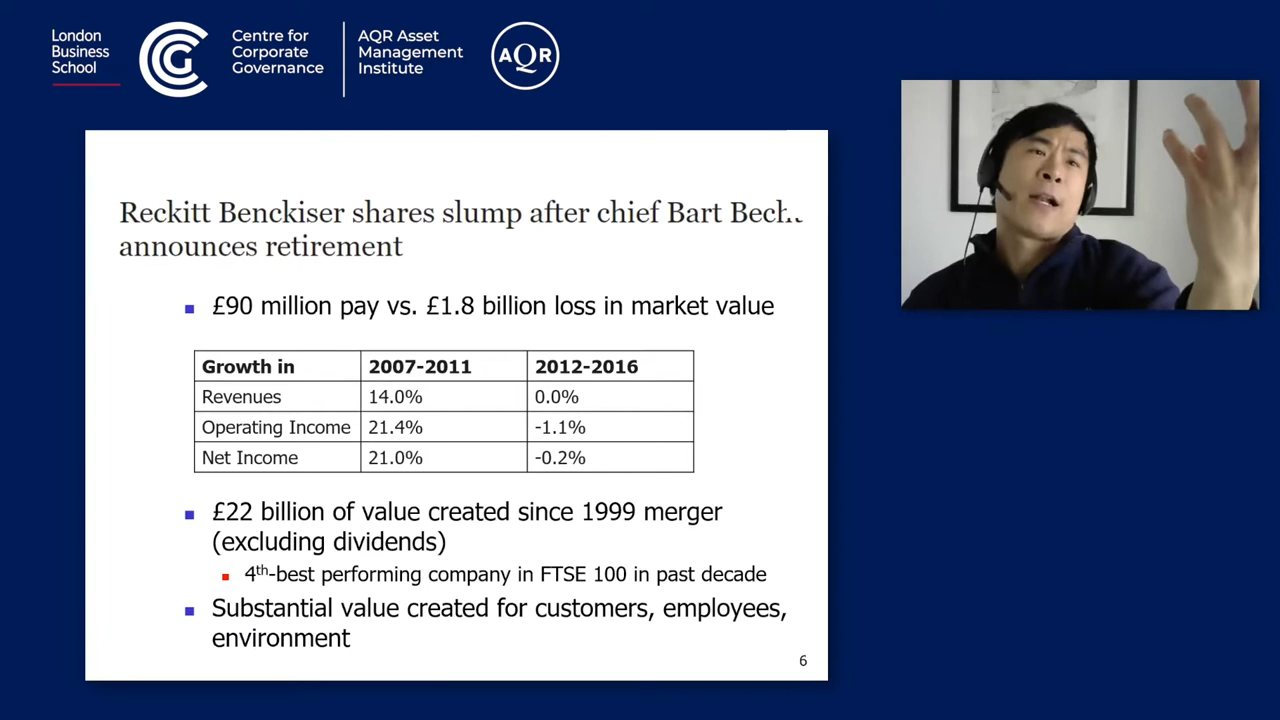 London
Business
School
Centre for
Corporate
Governance
AQR Asset
Management
Institute
AQR
Reckitt Benckiser shares slump after chief Bart
announces retirement
£90 million pay vs. £1.8 billion loss in market value
Growth in 2007-2011 2012-2016
Revenues 14.0% 0.0%
Operating Income 21.4% -1.1%
Net Income 21.0% -0.2%
£22 billion of value created since 1999 merger
(excluding dividends)
4th-best performing company in FTSE 100 in past decade
Substantial value created for customers, employees,
environment
6